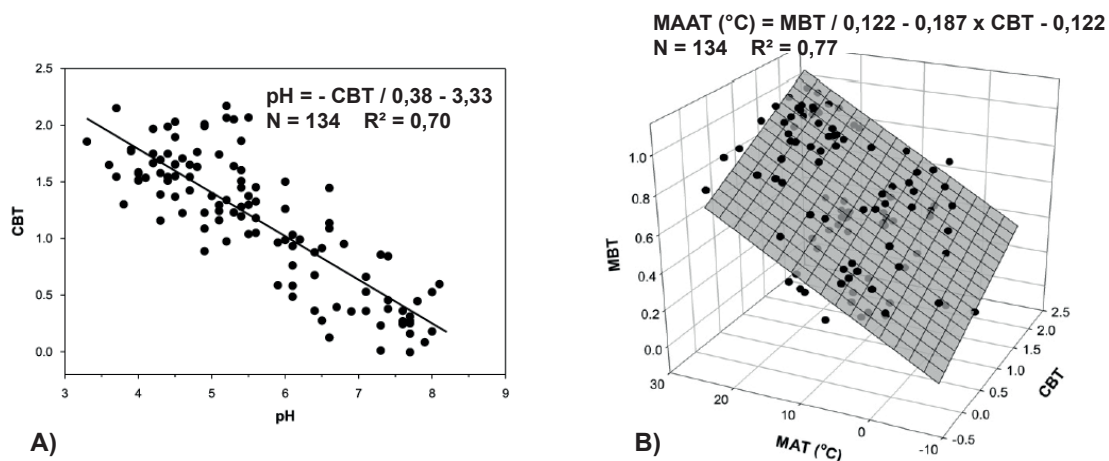 MAAT (°C) = MBT / 0,122 - 0,187 x CBT - 0,122
N = 134 R² = 0,77
2.5
2.0
1.5
1.0
0.5
0.0
CBT
pH = - CBT / 0,38 - 3,33
N = 134 R² = 0,70
3 4 5 6 7 8 9
pH
A)
1.0
0.8
0.6
0.4
0.2
0.0
MBT
30
20
10
0
-10
MAT (°C)
2.5
2.0
1.5
1.0
0.5
0.0
-0.5
CBT
B)